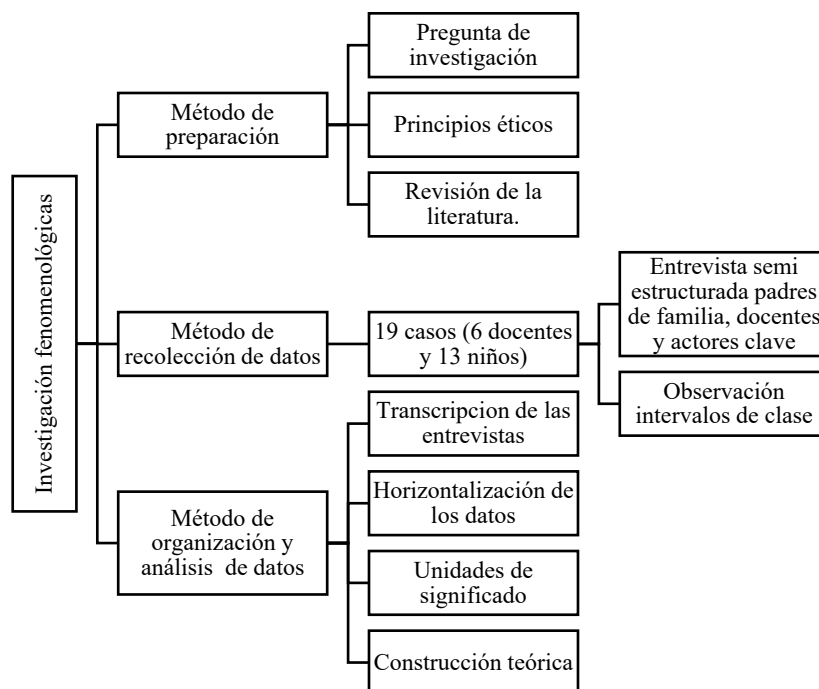 Investigación fenomenológicas
Método de
preparación
Pregunta de
investigación
Principios éticos
Revisión de la
literatura.
Método de
recolección de datos
19 casos (6 docentes
y 13 niños)
Entrevista semi
estructurada padres
de familia, docentes
y actores clave
Observación
intervalos de clase
Método de
organización y
análisis de datos
Transcripcion de las
entrevistas
Horizontalización de
los datos
Unidades de
significado
Construcción teórica